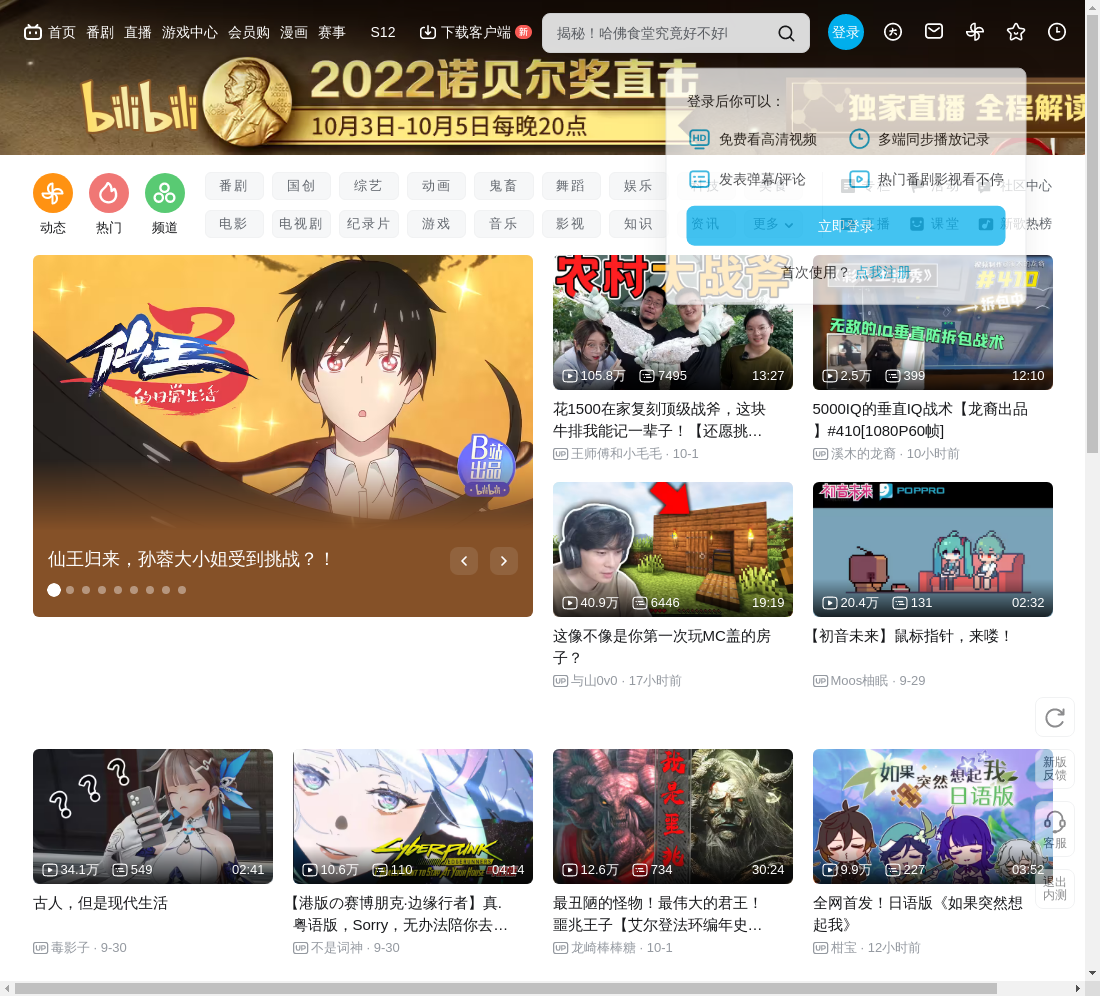 首页 番剧 直播 游戏中心 会员购 漫画 赛事 S12 下载客户端 新
揭秘！哈佛食堂究竟好不好
登录
bilibili
2022诺贝尔奖直击
10月3日-10月5日每晚20点
独家直播 全程解读
登录后你可以：
HD 免费看高清视频
多端同步播放记录
发表弹幕/评论
热门番剧影视看不停
立即登录
首次使用？ 点我注册
动态 热门 频道
番剧 国创 综艺 动画 鬼畜 舞蹈 娱乐
社区中心
电影 电视剧 纪录片 游戏 音乐 影视 知识 资讯 更多
课堂 新歌热榜
仙王3
的日常生活
B站
出品
bilibili
仙王归来，孙蓉大小姐受到挑战？！
农村大战斧
105.8万 7495 13:27
花1500在家复刻顶级战斧，这块
牛排我能记一辈子！【还愿挑…
UP 王师傅和小毛毛 · 10-1
#410
拆包中
无敌的IQ垂直防拆包战术
2.5万 399 12:10
5000IQ的垂直IQ战术【龙裔出品
】#410[1080P60帧]
UP 溪木的龙裔 · 10小时前
40.9万 6446 19:19
这像不像是你第一次玩MC盖的房
子？
UP 与山0v0 · 17小时前
初音未来 POPPRO
20.4万 131 02:32
【初音未来】鼠标指针，来喽！
UP Moos柚眠 · 9-29
新版
反馈
客服
退出
内测
34.1万 549 02:41
古人，但是现代生活
UP 毒影子 · 9-30
CYBERPUNK
EDGERUNNERS
10.6万 110 04:14
【港版の赛博朋克·边缘行者】真.
粤语版，Sorry，无办法陪你去…
UP 不是词神 · 9-30
我是噩兆
12.6万 734 30:24
最丑陋的怪物！最伟大的君王！
噩兆王子【艾尔登法环编年史…
UP 龙崎棒棒糖 · 10-1
如果突然想起我
日语版
9.9万 227 03:52
全网首发！日语版《如果突然想
起我》
UP 柑宝 · 12小时前